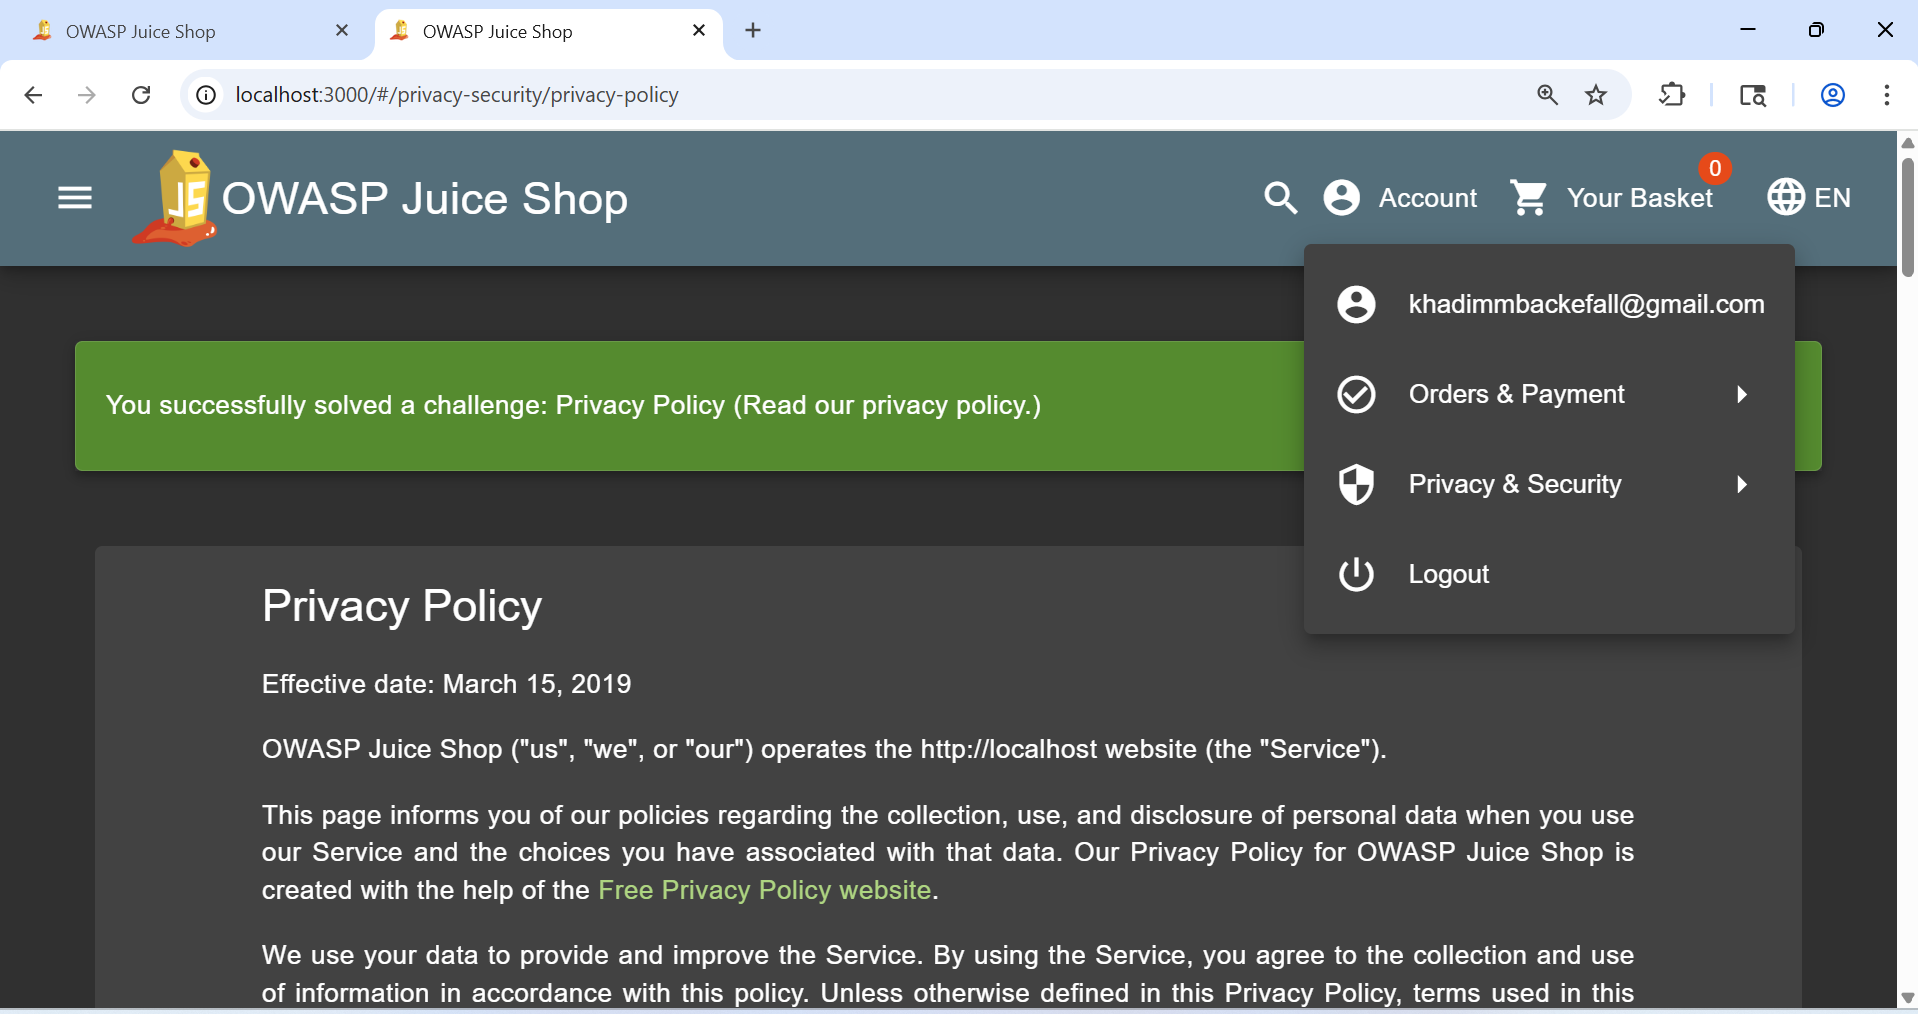 OWASP Juice Shop
OWASP Juice Shop
localhost:3000/#/privacy-security/privacy-policy
JS
OWASP Juice Shop
Account
0
Your Basket
EN
khadimmbackefall@gmail.com
Orders & Payment
Privacy & Security
Logout
You successfully solved a challenge: Privacy Policy (Read our privacy policy.)
Privacy Policy
Effective date: March 15, 2019
OWASP Juice Shop ("us", "we", or "our") operates the http://localhost website (the "Service").
This page informs you of our policies regarding the collection, use, and disclosure of personal data when you use
our Service and the choices you have associated with that data. Our Privacy Policy for OWASP Juice Shop is
created with the help of the Free Privacy Policy website.
We use your data to provide and improve the Service. By using the Service, you agree to the collection and use
of information in accordance with this policy. Unless otherwise defined in this Privacy Policy, terms used in this